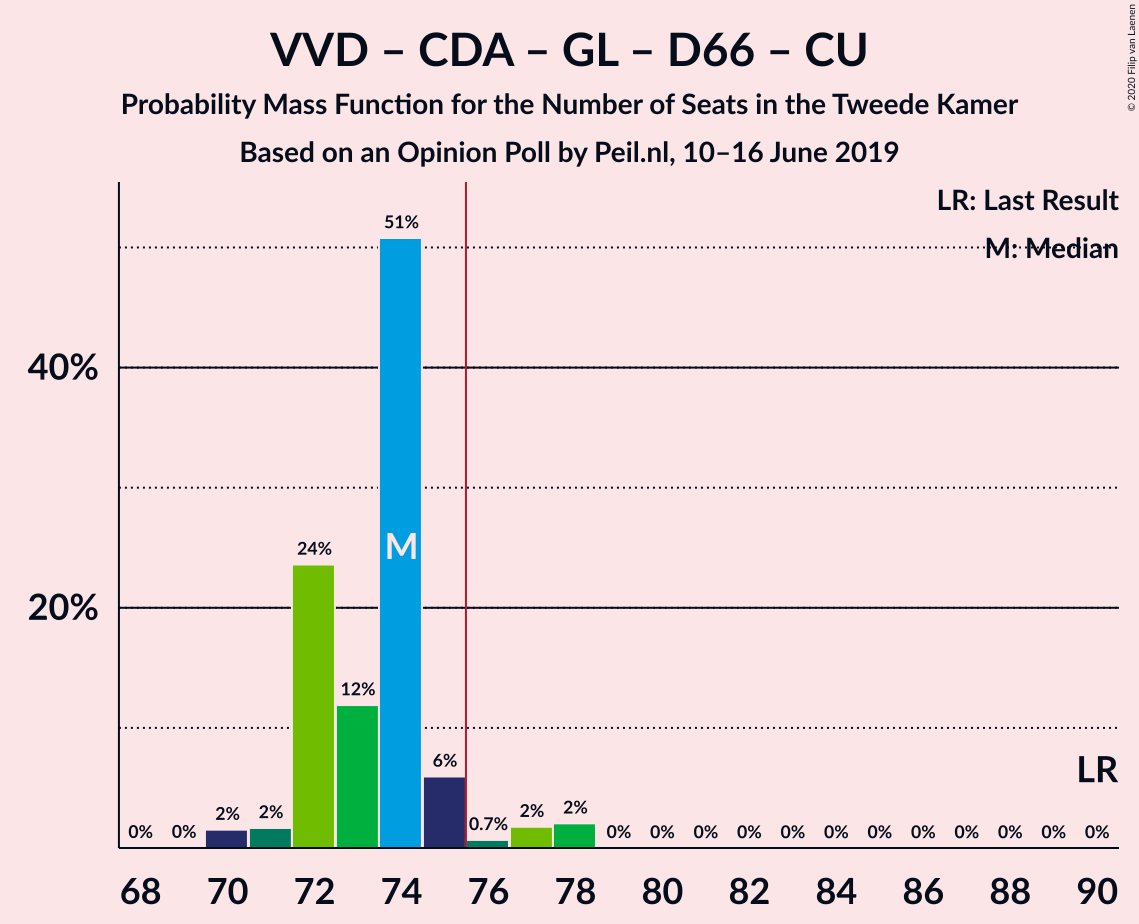 VVD – CDA – GL – D66 – CU
Probability Mass Function for the Number of Seats in the Tweede Kamer
Based on an Opinion Poll by Peil.nl, 10–16 June 2019
© 2020 Filip van Laenen
LR: Last Result
M: Median
51%
40%
24%
M
20%
12%
6%
LR
0% 0% 2% 2% 0.7% 2% 2% 0% 0% 0% 0% 0% 0% 0% 0% 0% 0% 0% 0%
68 70 72 74 76 78 80 82 84 86 88 90